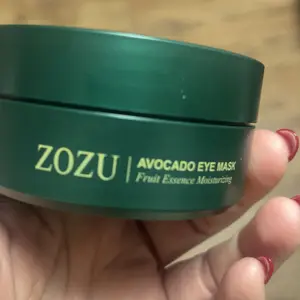 ZOZU
AVOCADO EYE MASK
Fruit Essence Moisturizing